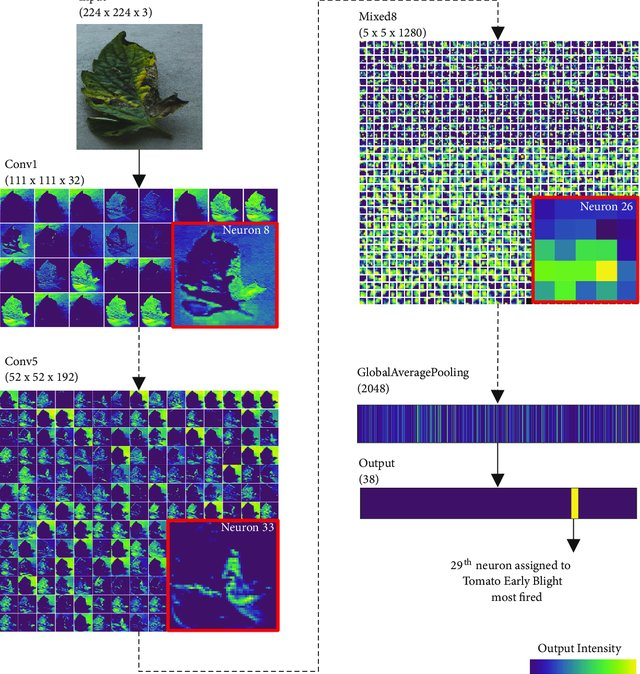 (224 x 224 x 3)
Conv1
(111 x 111 x 32)
Neuron 8
Conv5
(52 x 52 x 192)
Neuron 33
Mixed8
(5 x 5 x 1280)
Neuron 26
GlobalAveragePooling
(2048)
Output
(38)
29th neuron assigned to
Tomato Early Blight
most fired
Output Intensity